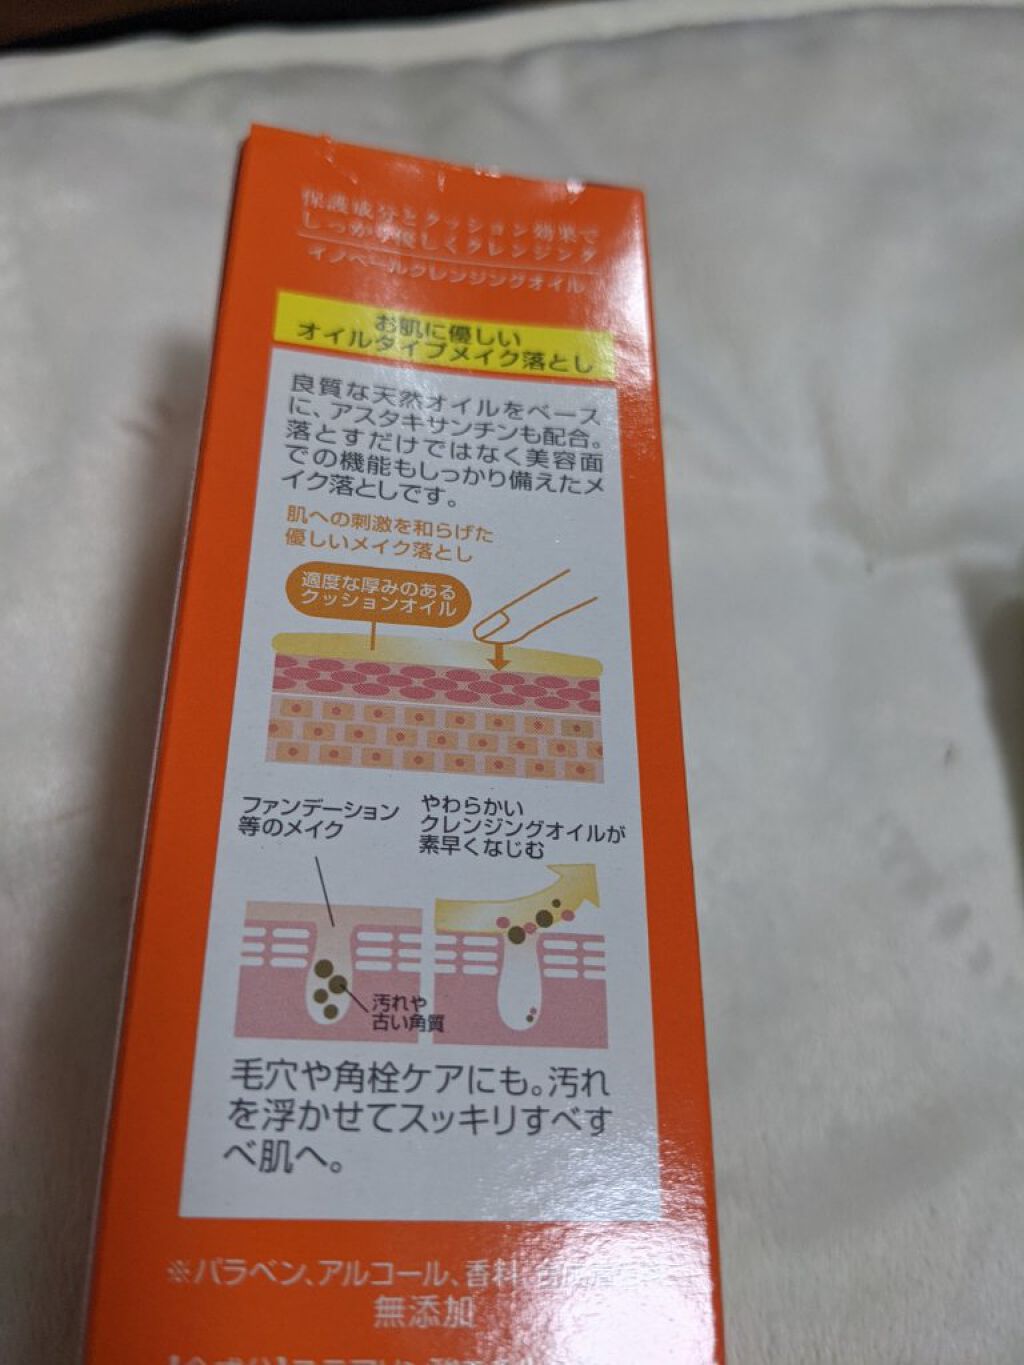 保護成分とクッション効果で
しっかり優しくクレンジング
イノベールクレンジングオイル
お肌に優しい
オイルタイプメイク落とし
良質な天然オイルをベース
に、アスタキサンチンも配合。
落とすだけではなく美容面
での機能もしっかり備えたメ
イク落としです。
肌への刺激を和らげた
優しいメイク落とし
適度な厚みのある
クッションオイル
ファンデーション
等のメイク
やわらかい
クレンジングオイルが
素早くなじむ
汚れや
古い角質
毛穴や角栓ケアにも。汚れ
を浮かせてスッキリすべす
べ肌へ。
※パラベン、アルコール、香料
無添加